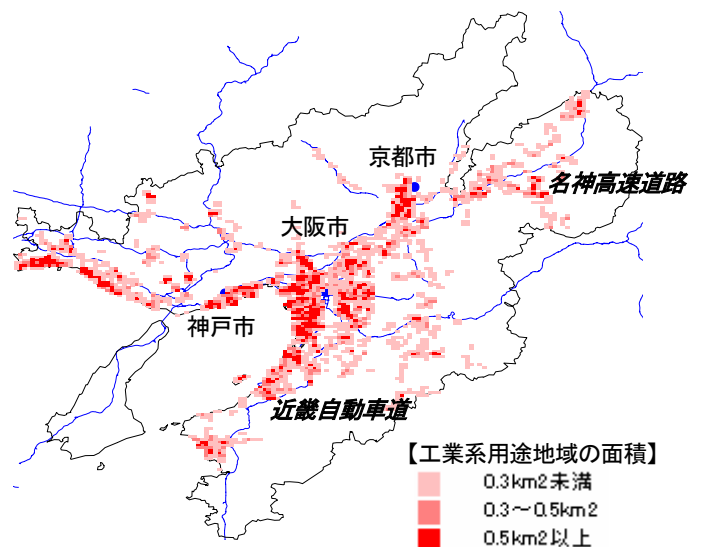 京都市
名神高速道路
大阪市
神戸市
近畿自動車道
【工業系用途地域の面積】
0.3km2未満
0.3～0.5km2
0.5km2以上